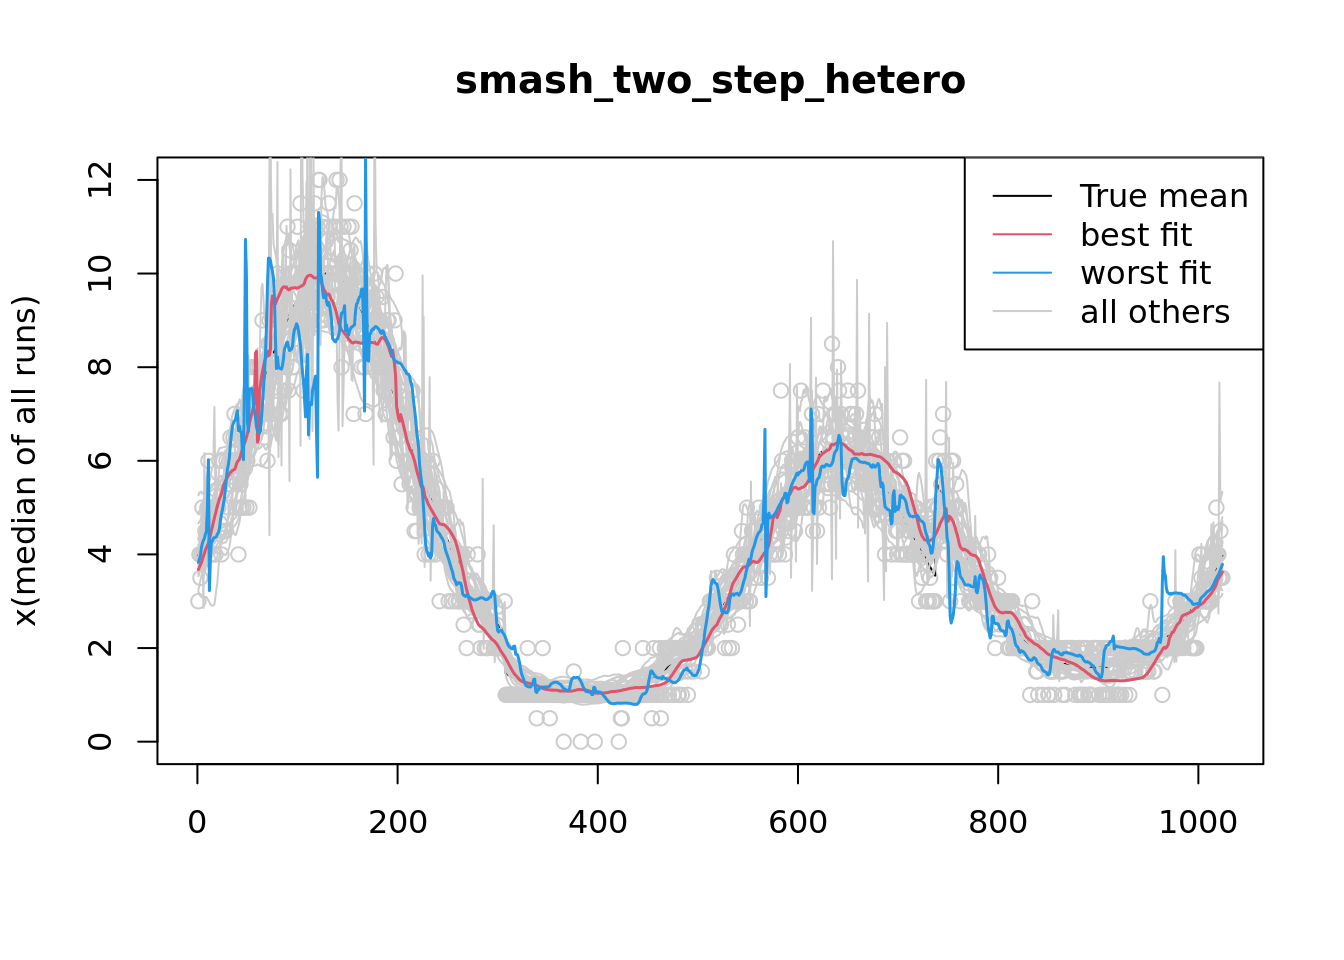 smash_two_step_hetero
x(median of all runs)
12
10
8
6
4
2
0
True mean
best fit
worst fit
all others
0 200 400 600 800 1000